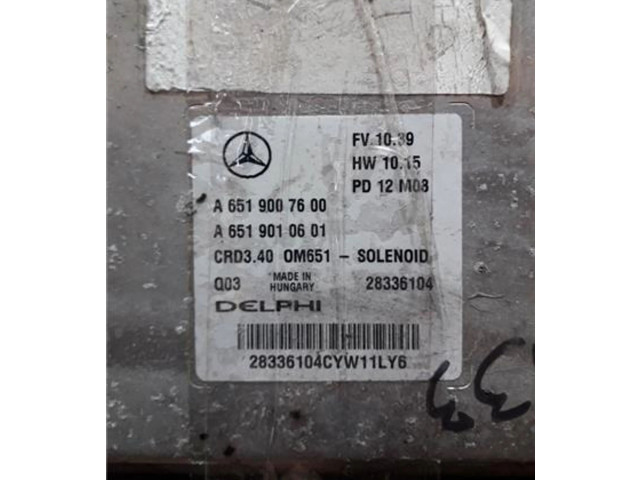 FV 10.39
HW 10.15
PD 12 M08
A 651 900 76 00
A 651 901 06 01
CRD3.40 OM651 - SOLENOID
Q03 MADE IN HUNGARY 28336104
DELPHI
28336104CYW11LY6